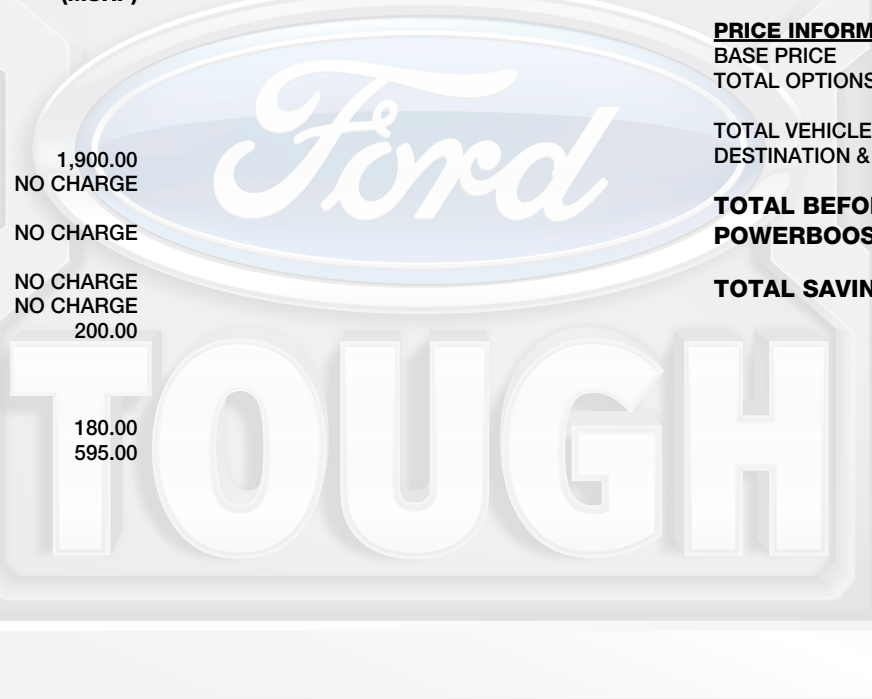 1,900.00
NO CHARGE
NO CHARGE
NO CHARGE
NO CHARGE
200.00
180.00
595.00
Ford
TOUGH
PRICE INFORM
BASE PRICE
TOTAL OPTIONS
TOTAL VEHICLE
DESTINATION &
TOTAL BEFO
POWERBOOS
TOTAL SAVIN